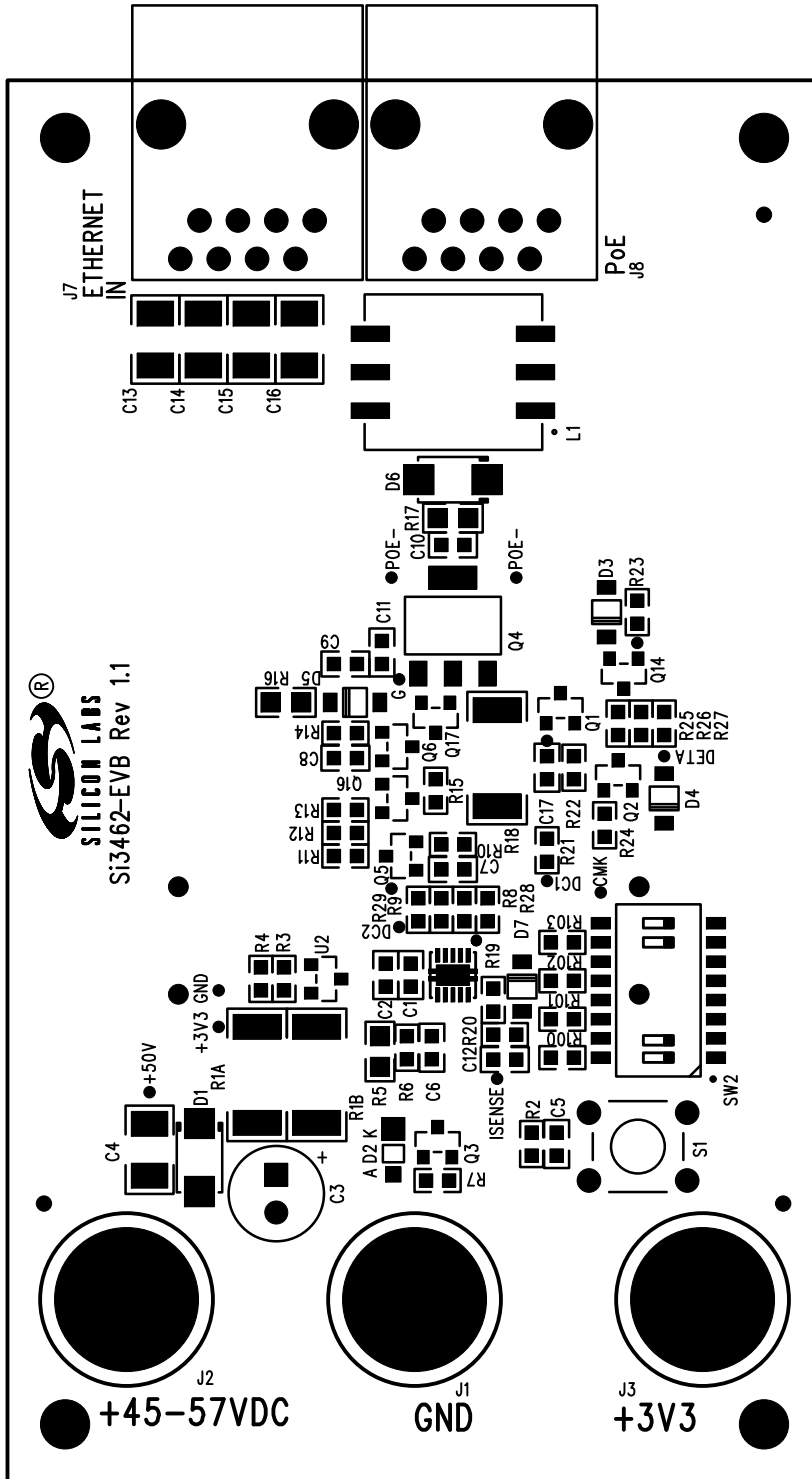 J7
ETHERNET
IN
PoE
J8
C13
C14
C15
C16
L1
D6
R17
C10
POE-
POE-
D3
R23
C11
C9
Q4
Q14
®
SILICON LABS
Si3462-EVB Rev 1.1
R16
D5
G
R14
C8
Q6
Q17
Q1
R25
R26
R27
DETA
Q16
R15
C17
R22
Q2
D4
R13
R12
R11
Q5
R10
C7
R18
R21
R24
DC1
CMK
R29
R9
R8
R28
DC2
D7
R103
R4
R3
U2
R19
R102
+3V3
GND
C2
C1
R101
R100
+50V
D1
R1A
R1B
R5
R6
C6
C12
R20
ISENSE
SW2
C4
A D2 K
Q3
R2
C5
S1
+
C3
R7
J2
+45-57VDC
J1
GND
J3
+3V3